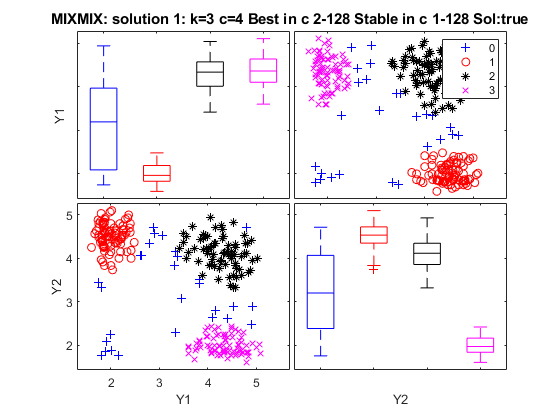 MIXMIX: solution 1: k=3 c=4 Best in c 2-128 Stable in c 1-128 Sol:true
Y1
0
1
2
3
5
4
3
2
Y2
2 3 4 5
Y1 Y2